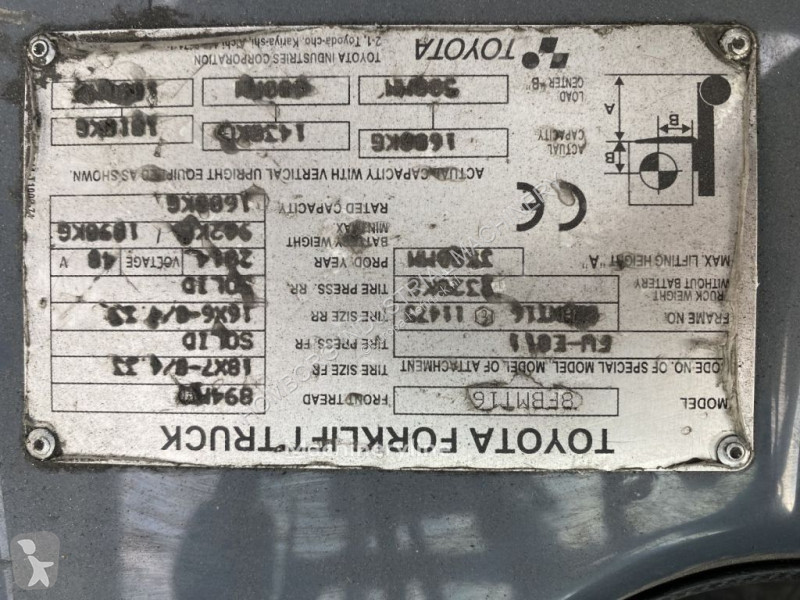 TOYOTA FORKLIFT TRUCK
MODEL 8FBMT16 FRONT TREAD
CODE NO. OF SPECIAL MODEL. MODEL OF ATTACHMENT TIRE SIZE FR 18X7-8/4.33
TIRE PRESS. FR SOLID
FRAME NO. 11473 TIRE SIZE RR 16X6-8/4.33
TRUCK WEIGHT WITHOUT BATTERY TIRE PRESS. RR. SOLID
MAX. LIFTING HEIGHT "A" PROD. YEAR 2014 VOLTAGE 48 V
BATTERY WEIGHT MIN/MAX 1090KG
RATED CAPACITY 1600KG
CE
ACTUAL CAPACITY WITH VERTICAL UPRIGHT EQUIPPED AS SHOWN.
ACTUAL CAPACITY 1600KG 1430KG 1010KG
LOAD CENTER "B" 500MM
A B B
TOYOTA TOYOTA INDUSTRIES CORPORATION
2-1, Toyoda-cho, Kariya-shi, Aichi